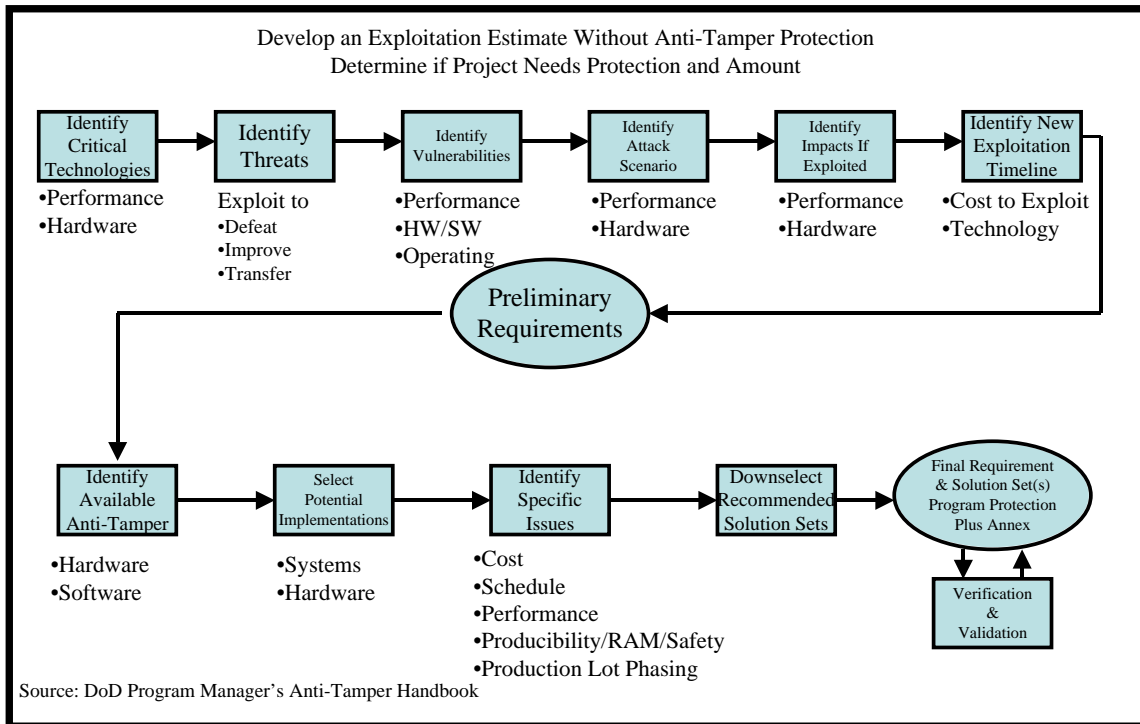 Develop an Exploitation Estimate Without Anti-Tamper Protection
Determine if Project Needs Protection and Amount
Identify
Critical
Technologies
•Performance
•Hardware
Identify
Threats
Exploit to
•Defeat
•Improve
•Transfer
Identify
Vulnerabilities
•Performance
•HW/SW
•Operating
Identify
Attack
Scenario
•Performance
•Hardware
Identify
Impacts If
Exploited
•Performance
•Hardware
Identify New
Exploitation
Timeline
•Cost to Exploit
•Technology
Preliminary
Requirements
Identify
Available
Anti-Tamper
•Hardware
•Software
Select
Potential
Implementations
•Systems
•Hardware
Identify
Specific
Issues
•Cost
•Schedule
•Performance
•Producibility/RAM/Safety
•Production Lot Phasing
Downselect
Recommended
Solution Sets
Final Requirement
& Solution Set(s)
Program Protection
Plus Annex
Verification
&
Validation
Source: DoD Program Manager’s Anti-Tamper Handbook